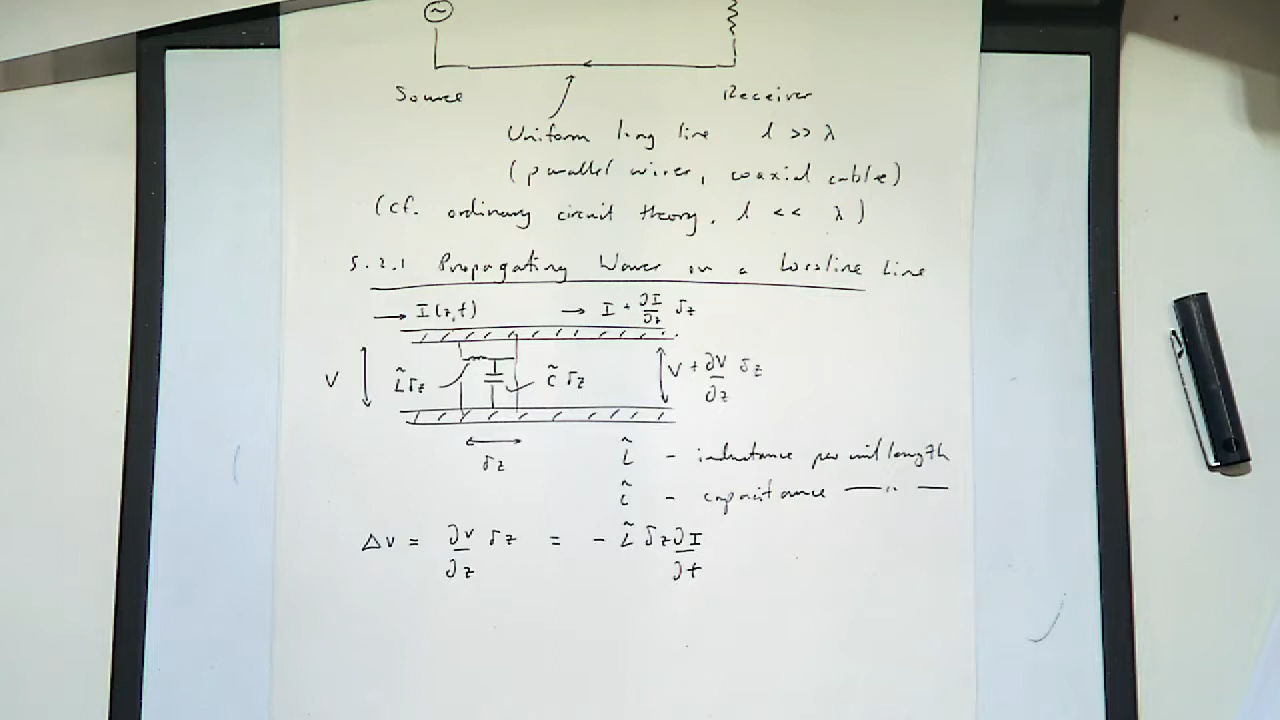 Source Receiver
Uniform long line l >> λ
(parallel wires, coaxial cable)
(cf. ordinary circuit theory, l << λ)
5.2.1 Propagating Waves on a Lossline Line
→ I(z,t) → I + ∂I/∂z δz
V L̃δz C̃ δz V + ∂V/∂z δz
δz
L̃ - inductance per unit length
C̃ - capacitance —— " ——
ΔV = ∂V/∂z δz = - L̃ δz ∂I/∂t